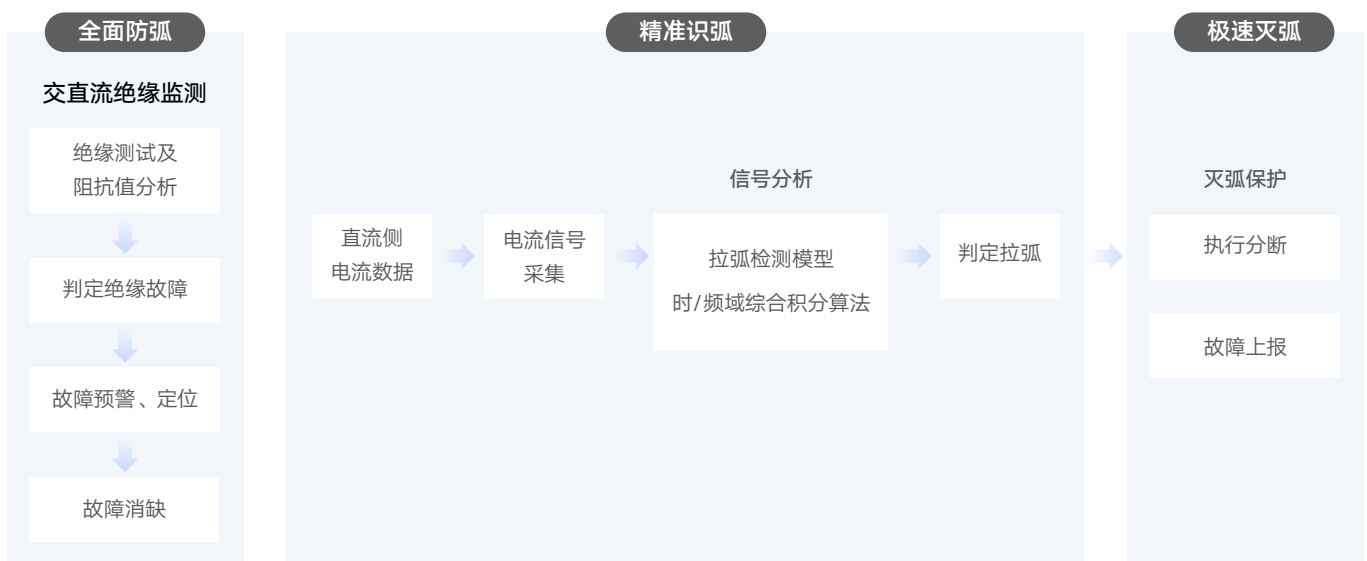 全面防弧
交直流绝缘监测
绝缘测试及
阻抗值分析
判定绝缘故障
故障预警、定位
故障消缺
精准识弧
直流侧
电流数据
电流信号
采集
信号分析
拉弧检测模型
时/频域综合积分算法
判定拉弧
极速灭弧
灭弧保护
执行分断
故障上报